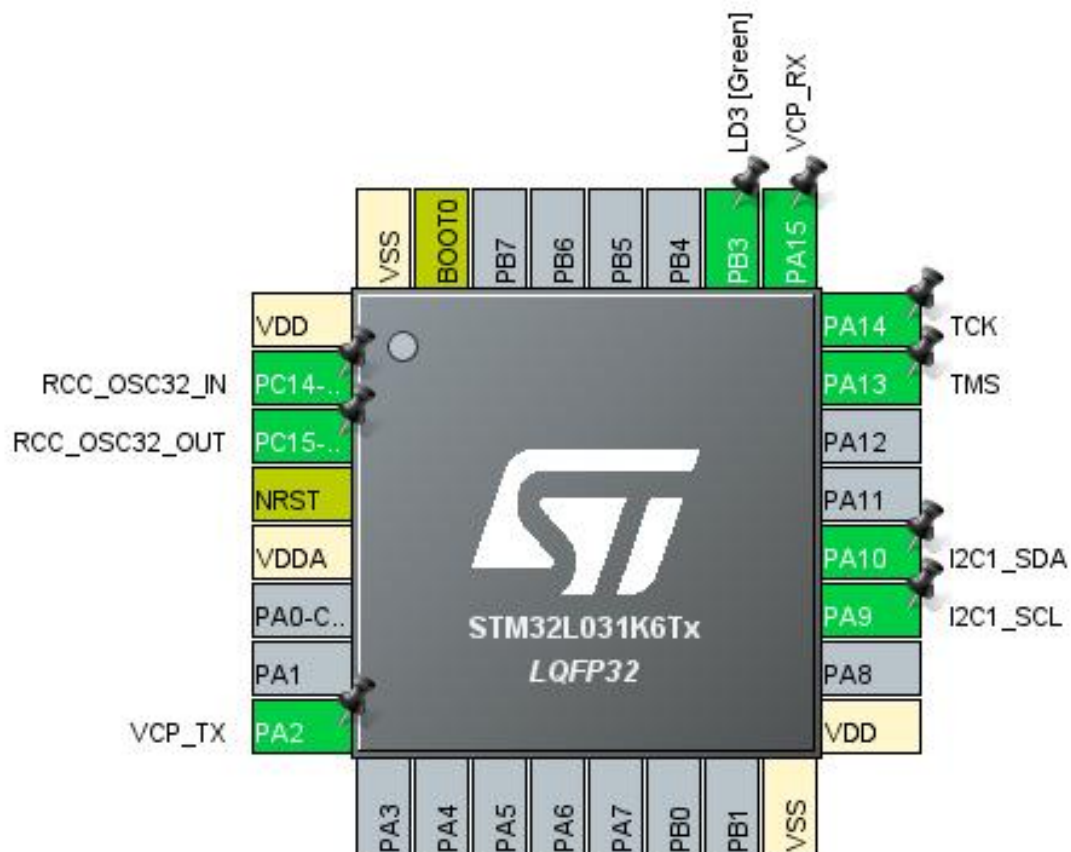 LD3 [Green]
VCP_RX
VSS
BOOT0
PB7
PB6
PB5
PB4
PB3
PA15
VDD
RCC_OSC32_IN
PC14-..
RCC_OSC32_OUT
PC15-..
NRST
VDDA
PA0-C..
PA1
VCP_TX
PA2
ST
STM32L031K6Tx
LQFP32
PA14
TCK
PA13
TMS
PA12
PA11
PA10
I2C1_SDA
PA9
I2C1_SCL
PA8
VDD
PA3
PA4
PA5
PA6
PA7
PB0
PB1
VSS